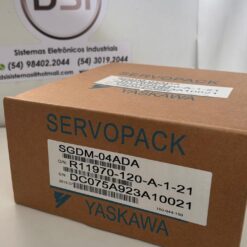 DSI
Sistemas Eletrônicos Industriais
(54) 98402.2044 (54) 3019.2044
SERVOPACK
SGDM-04ADA
O/N R11970-120-A-1-21
S/N DC075A923A10021
YASKAWA